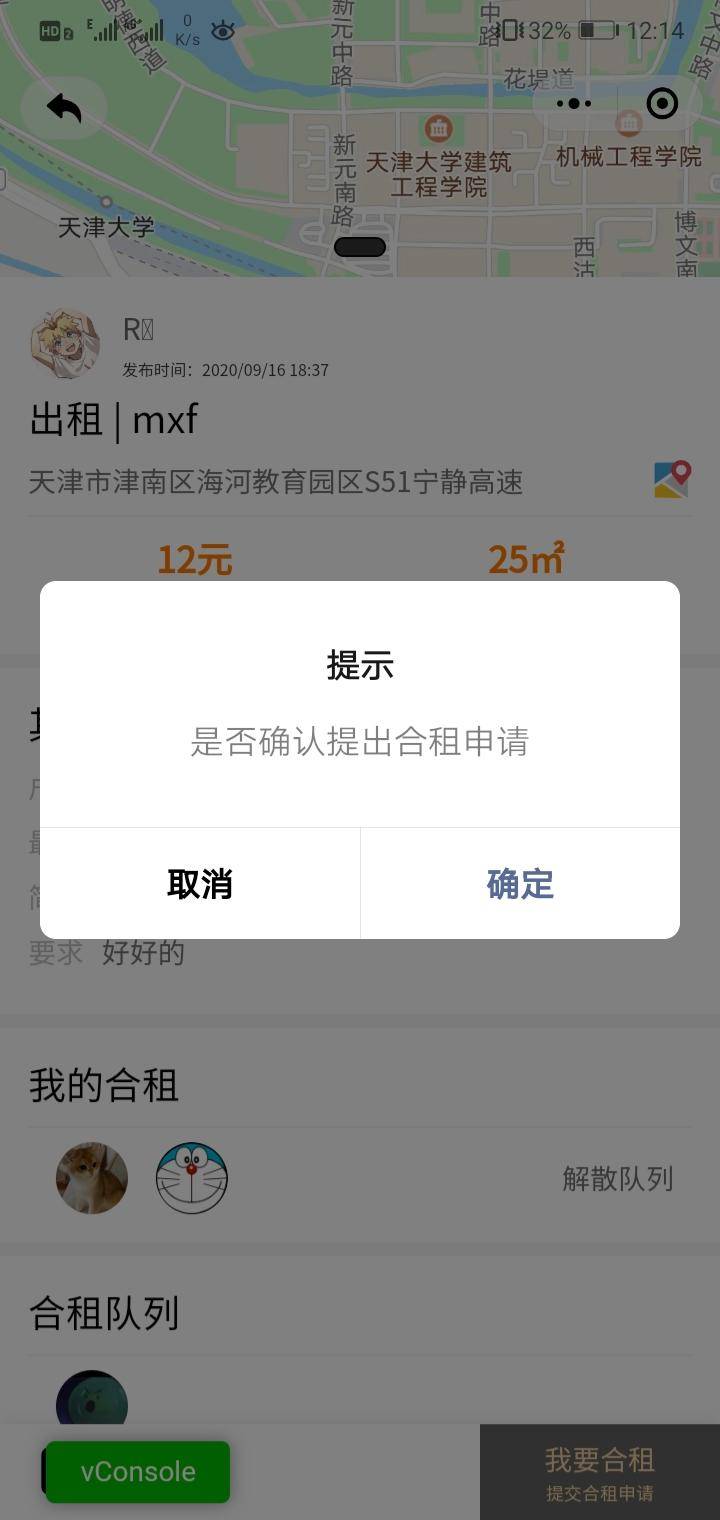 HD 2 E 4G 0 K/s 32% 12:14
新元中路
花堤道
新元南路
天津大学建筑
工程学院
机械工程学院
天津大学
西沽
博文南
R
发布时间：2020/09/16 18:37
出租 | mxf
天津市津南区海河教育园区S51宁静高速
12元 25㎡
提示
是否确认提出合租申请
取消 确定
要求 好好的
我的合租
解散队列
合租队列
vConsole
我要合租
提交合租申请